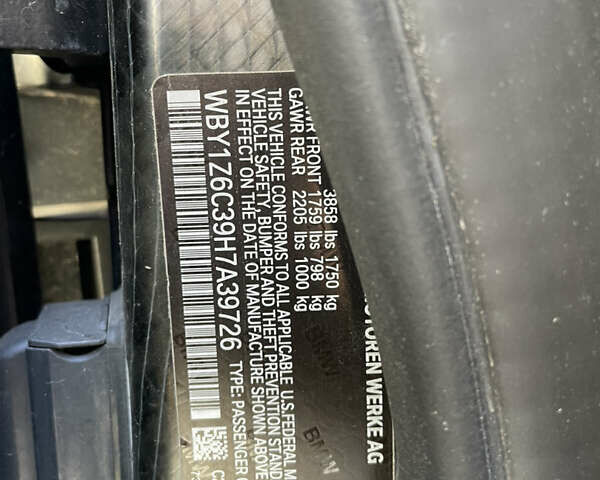 OTOREN WERKE AG
3858 lbs 1750 kg
GAWR FRONT 1759 lbs 798 kg
GAWR REAR 2205 lbs 1000 kg
THIS VEHICLE CONFORMS TO ALL APPLICABLE U.S. FEDERAL M
VEHICLE SAFETY, BUMPER AND THEFT PREVENTION STAND
IN EFFECT ON THE DATE OF MANUFACTURE SHOWN ABOVE
WBY1Z6C39H7A39726 TYPE: PASSENGER C
BMW
BMW